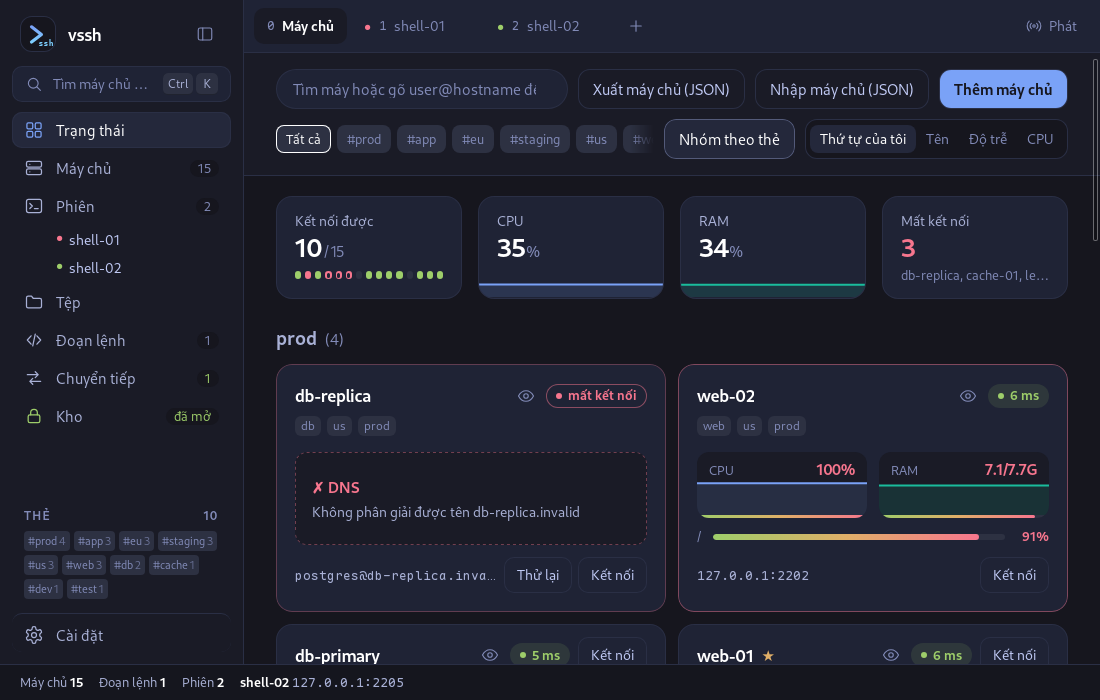 vssh
Tìm máy chủ ... Ctrl K
Trạng thái
Máy chủ 15
Phiên 2
shell-01
shell-02
Tệp
Đoạn lệnh 1
Chuyển tiếp 1
Kho đã mở
THẺ 10
#prod 4 #app 3 #eu 3 #staging 3
#us 3 #web 3 #db 2 #cache 1
#dev 1 #test 1
Cài đặt
0 Máy chủ 1 shell-01 2 shell-02 Phát
Tìm máy hoặc gõ user@hostname Xuất máy chủ (JSON) Nhập máy chủ (JSON) Thêm máy chủ
Tất cả #prod #app #eu #staging #us Nhóm theo thẻ Thứ tự của tôi Tên Độ trễ CPU
Kết nối được
10/15
CPU
35%
RAM
34%
Mất kết nối
3
db-replica, cache-01, le...
prod (4)
db-replica mất kết nối
db us prod
✗ DNS
Không phân giải được tên db-replica.invalid
postgres@db-replica.inva... Thử lại Kết nối
web-02 6 ms
web us prod
CPU 100% RAM 7.1/7.7G
/ 91%
127.0.0.1:2202 Kết nối
db-primary 5 ms Kết nối
web-01 ★ 6 ms Kết nối
Máy chủ 15 Đoạn lệnh 1 Phiên 2 shell-02 127.0.0.1:2205